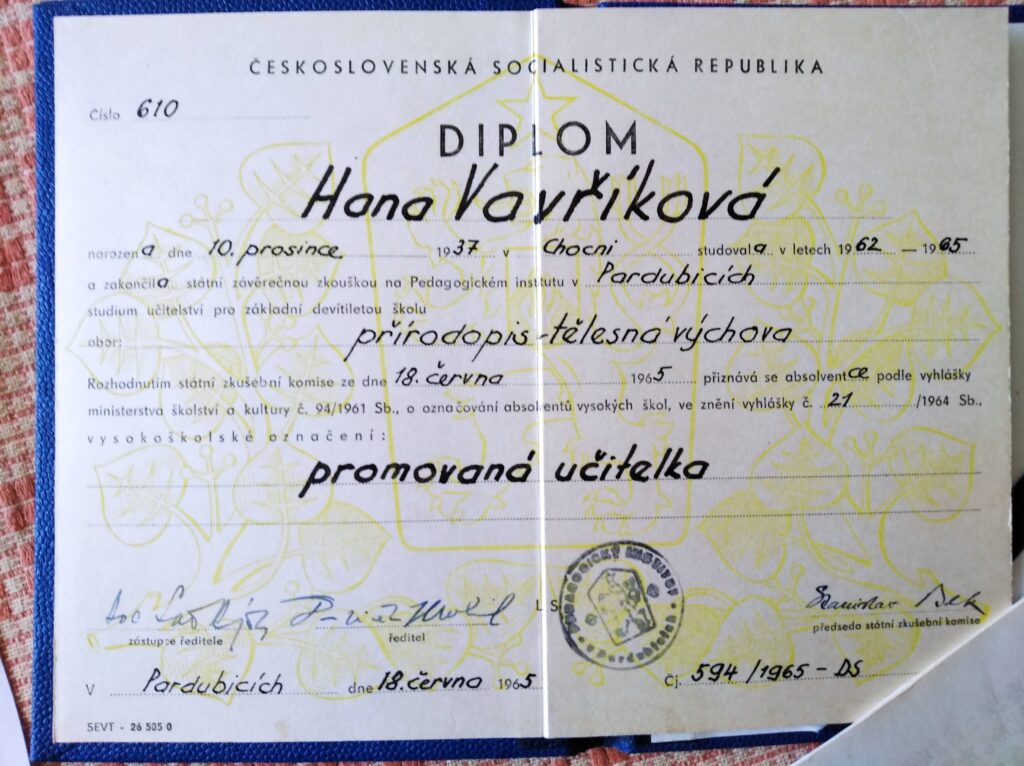 ČESKOSLOVENSKÁ SOCIALISTICKÁ REPUBLIKA
Číslo 610
DIPLOM
Hana Vavříková
narozena dne 10. prosince 1937 v Chocni studovala v letech 1962 — 1965
a zakončila státní závěrečnou zkouškou na Pedagogickém institutu v Pardubicích
studium učitelství pro základní devítiletou školu
obor: přírodopis-tělesná výchova
Rozhodnutím státní zkušební komise ze dne 18. června 1965 přiznává se absolventce podle vyhlášky
ministerstva školství a kultury č. 94/1961 Sb., o označování absolventů vysokých škol, ve znění vyhlášky č. 21/1964 Sb.,
vysokoškolské označení:
promovaná učitelka
L. S.
PEDAGOGICKÝ INSTITUT v Pardubicích
Stanislav
zástupce ředitele ředitel předseda státní zkušební komise
V Pardubicích dne 18. června 1965 Čj. 594/1965 - DS
SEVT - 26 505 0